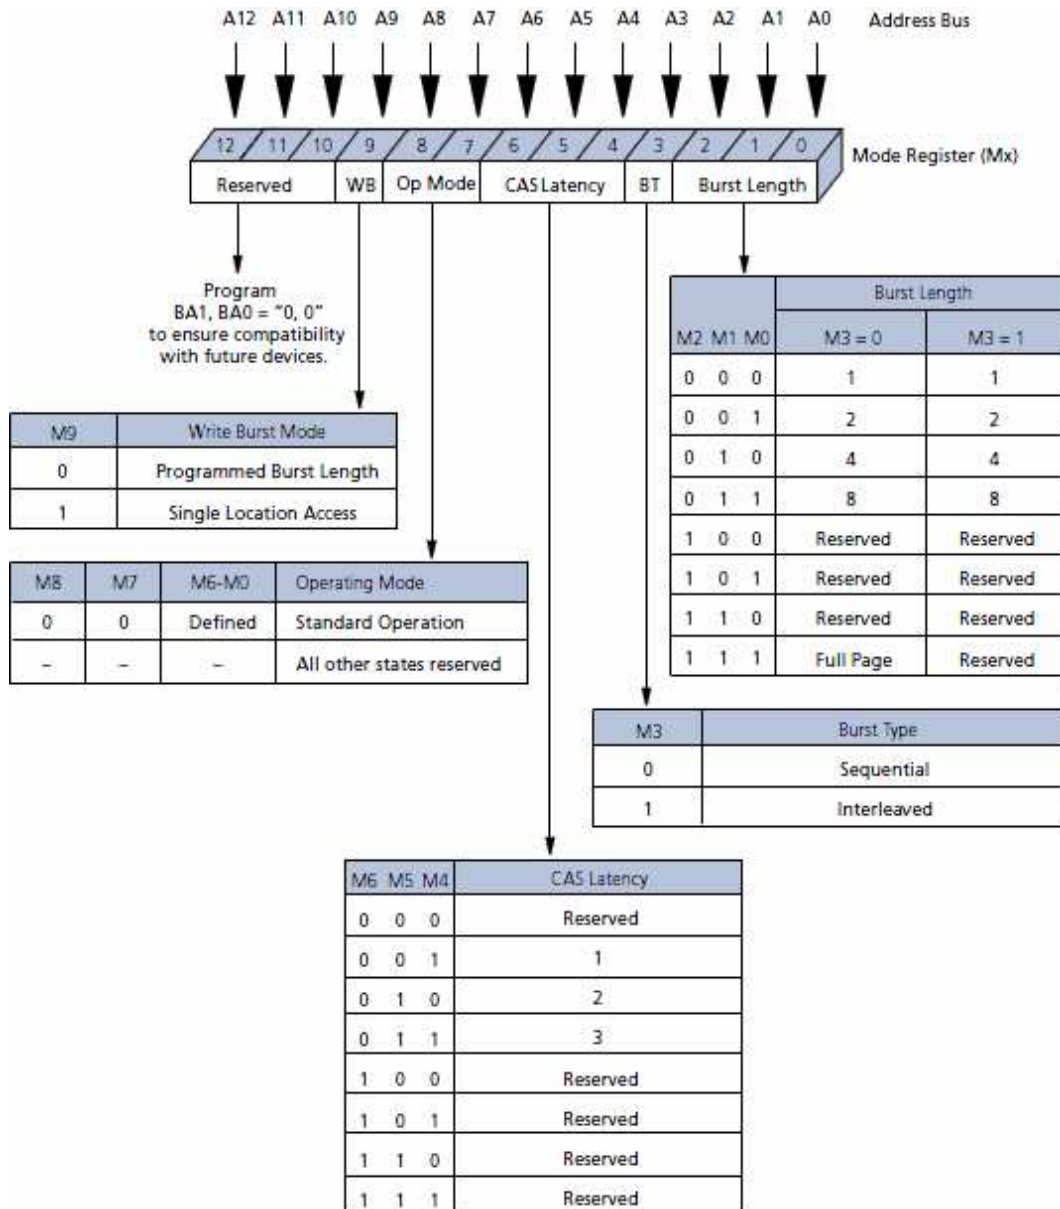 A12 A11 A10 A9 A8 A7 A6 A5 A4 A3 A2 A1 A0 Address Bus
12 11 10 9 8 7 6 5 4 3 2 1 0
Mode Register (Mx)
Reserved WB Op Mode CAS Latency BT Burst Length
Program
BA1, BA0 = “0, 0”
to ensure compatibility
with future devices.
Burst Length
M2 M1 M0 M3 = 0 M3 = 1
0 0 0 1 1
0 0 1 2 2
0 1 0 4 4
0 1 1 8 8
1 0 0 Reserved Reserved
1 0 1 Reserved Reserved
1 1 0 Reserved Reserved
1 1 1 Full Page Reserved
M9 Write Burst Mode
0 Programmed Burst Length
1 Single Location Access
M8 M7 M6-M0 Operating Mode
0 0 Defined Standard Operation
– – – All other states reserved
M3 Burst Type
0 Sequential
1 Interleaved
M6 M5 M4 CAS Latency
0 0 0 Reserved
0 0 1 1
0 1 0 2
0 1 1 3
1 0 0 Reserved
1 0 1 Reserved
1 1 0 Reserved
1 1 1 Reserved